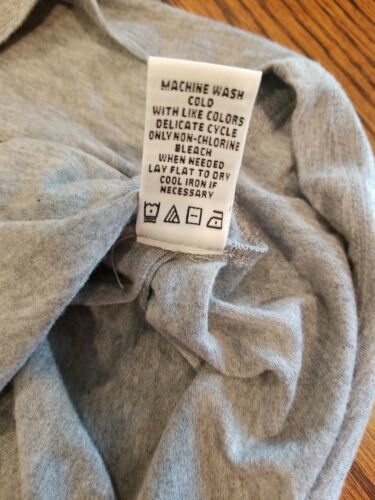 MACHINE WASH
COLD
WITH LIKE COLORS
DELICATE CYCLE
ONLY NON-CHLORINE
BLEACH
WHEN NEEDED
LAY FLAT TO DRY
COOL IRON IF
NECESSARY